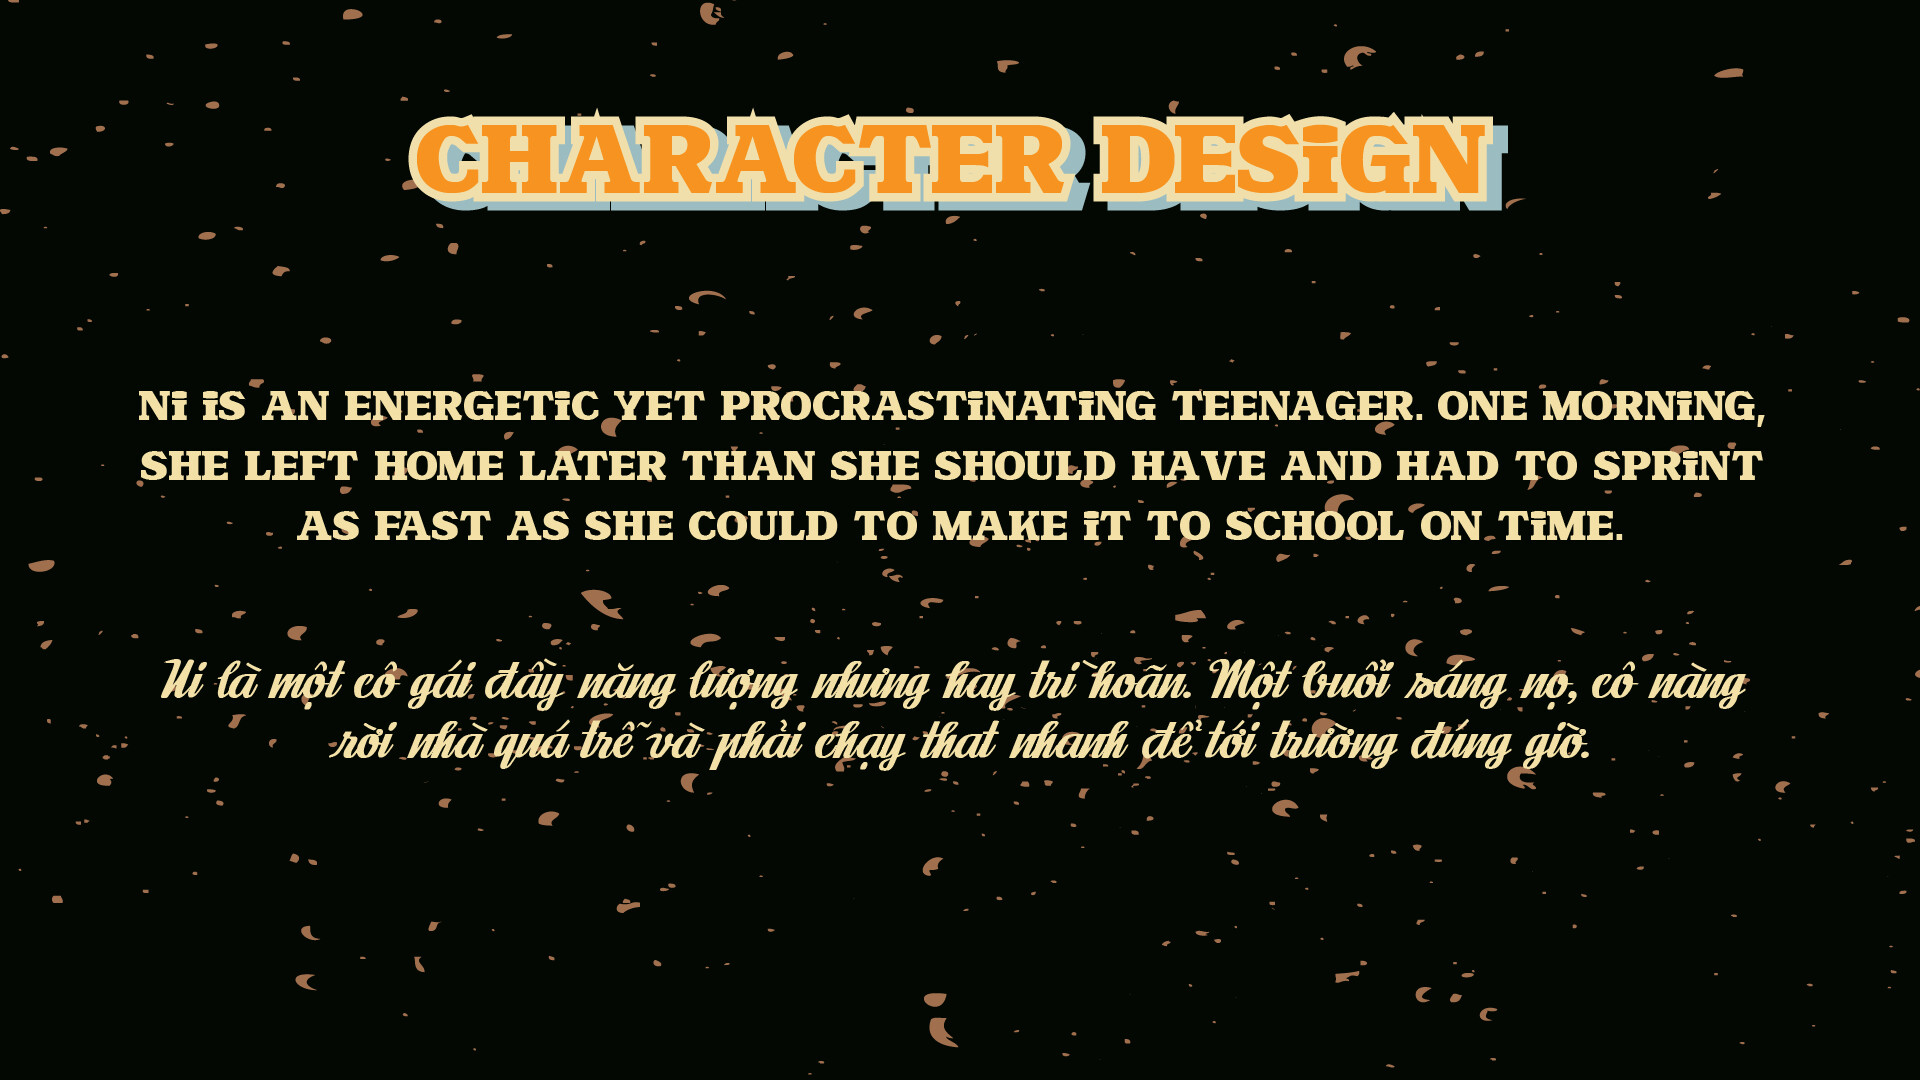 CHARACTER DESiGN
Ni iS AN ENERGETiC YET PROCRASTiNATiNG TEENAGER. ONE MORNiNG,
SHE LEFT HOME LATER THAN SHE SHOULD HAVE AND HAD TO SPRiNT
AS FAST AS SHE COULD TO MAKE iT TO SCHOOL ON TiME.
Ni là một cô gái đầy năng lượng nhưng hay trì hoãn. Một buổi sáng nọ, cô nàng
rời nhà quá trễ và phải chạy that nhanh để tới trường đúng giờ.